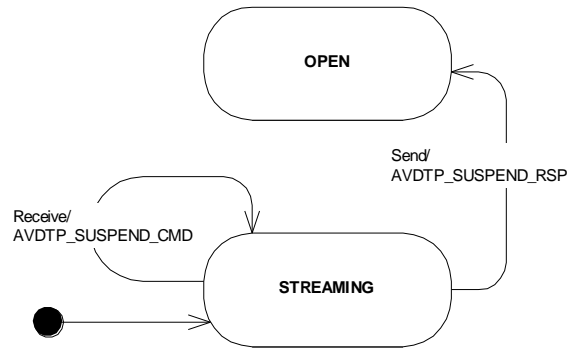 OPEN
Send/
AVDTP_SUSPEND_RSP
Receive/
AVDTP_SUSPEND_CMD
STREAMING